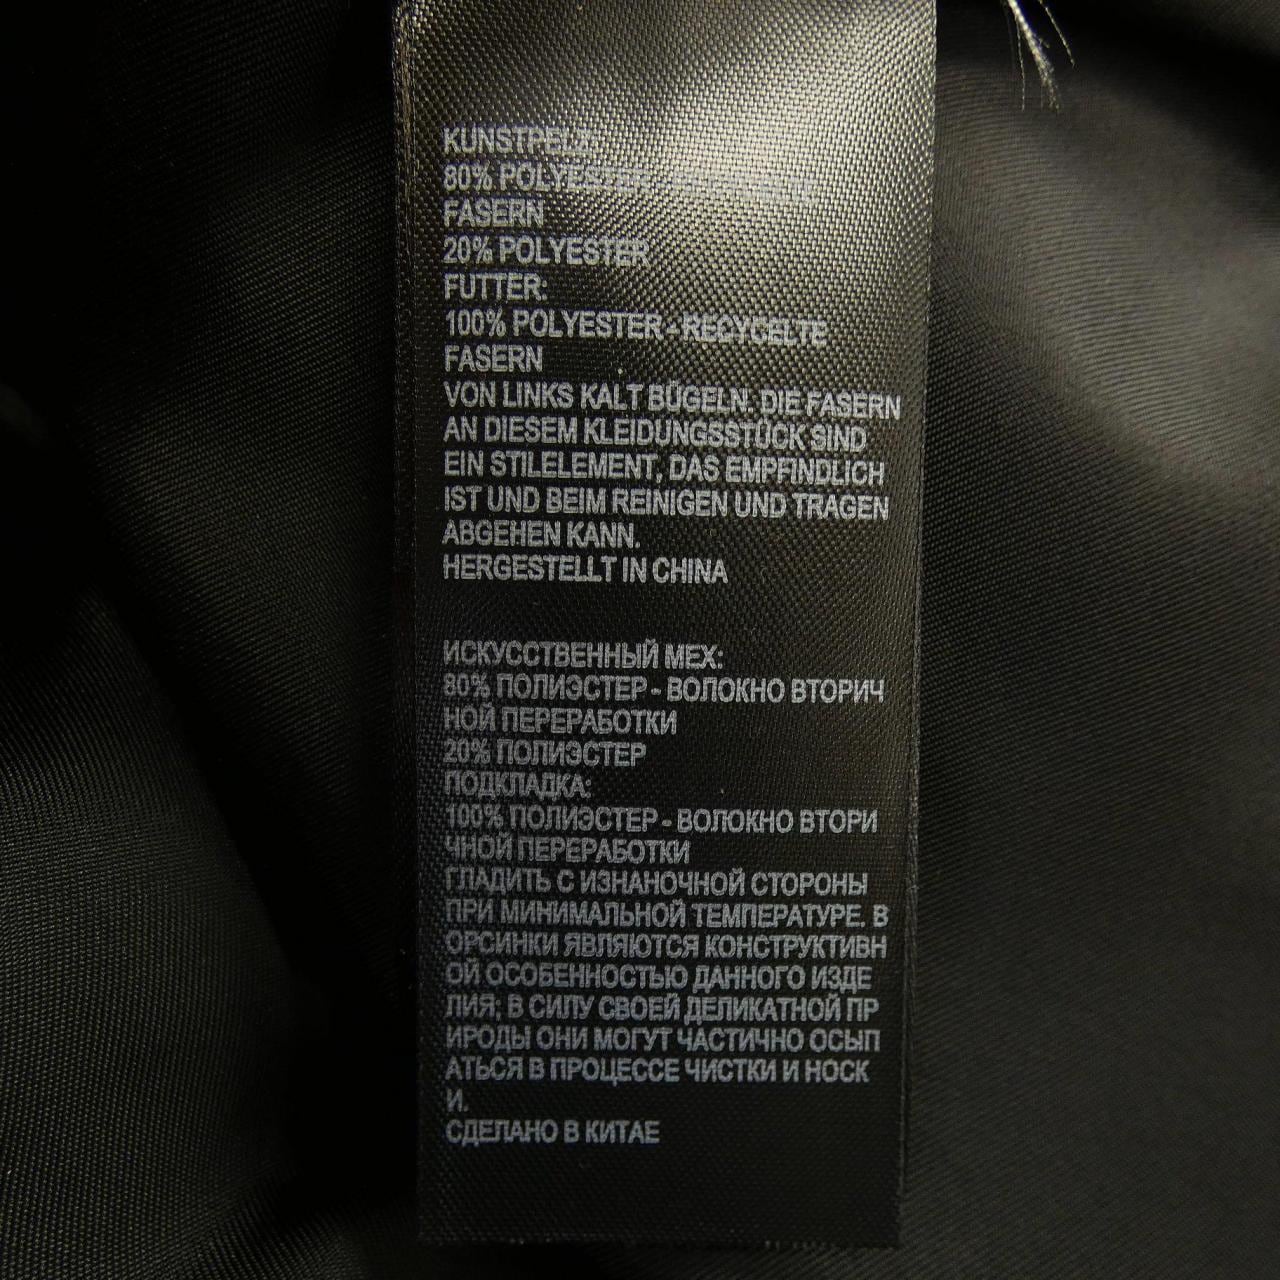 KUNSTPELZ:
80% POLYESTER - RECYCELTE
FASERN
20% POLYESTER
FUTTER:
100% POLYESTER - RECYCELTE
FASERN
VON LINKS KALT BÜGELN. DIE FASERN
AN DIESEM KLEIDUNGSSTÜCK SIND
EIN STILELEMENT, DAS EMPFINDLICH
IST UND BEIM REINIGEN UND TRAGEN
ABGEHEN KANN.
HERGESTELLT IN CHINA
ИСКУССТВЕННЫЙ МЕХ:
80% ПОЛИЭСТЕР - ВОЛОКНО ВТОРИЧ
НОЙ ПЕРЕРАБОТКИ
20% ПОЛИЭСТЕР
ПОДКЛАДКА:
100% ПОЛИЭСТЕР - ВОЛОКНО ВТОРИ
ЧНОЙ ПЕРЕРАБОТКИ
ГЛАДИТЬ С ИЗНАНОЧНОЙ СТОРОНЫ
ПРИ МИНИМАЛЬНОЙ ТЕМПЕРАТУРЕ. В
ОРСИНКИ ЯВЛЯЮТСЯ КОНСТРУКТИВН
ОЙ ОСОБЕННОСТЬЮ ДАННОГО ИЗДЕ
ЛИЯ; В СИЛУ СВОЕЙ ДЕЛИКАТНОЙ ПР
ИРОДЫ ОНИ МОГУТ ЧАСТИЧНО ОСЫП
АТЬСЯ В ПРОЦЕССЕ ЧИСТКИ И НОСК
И.
СДЕЛАНО В КИТАЕ